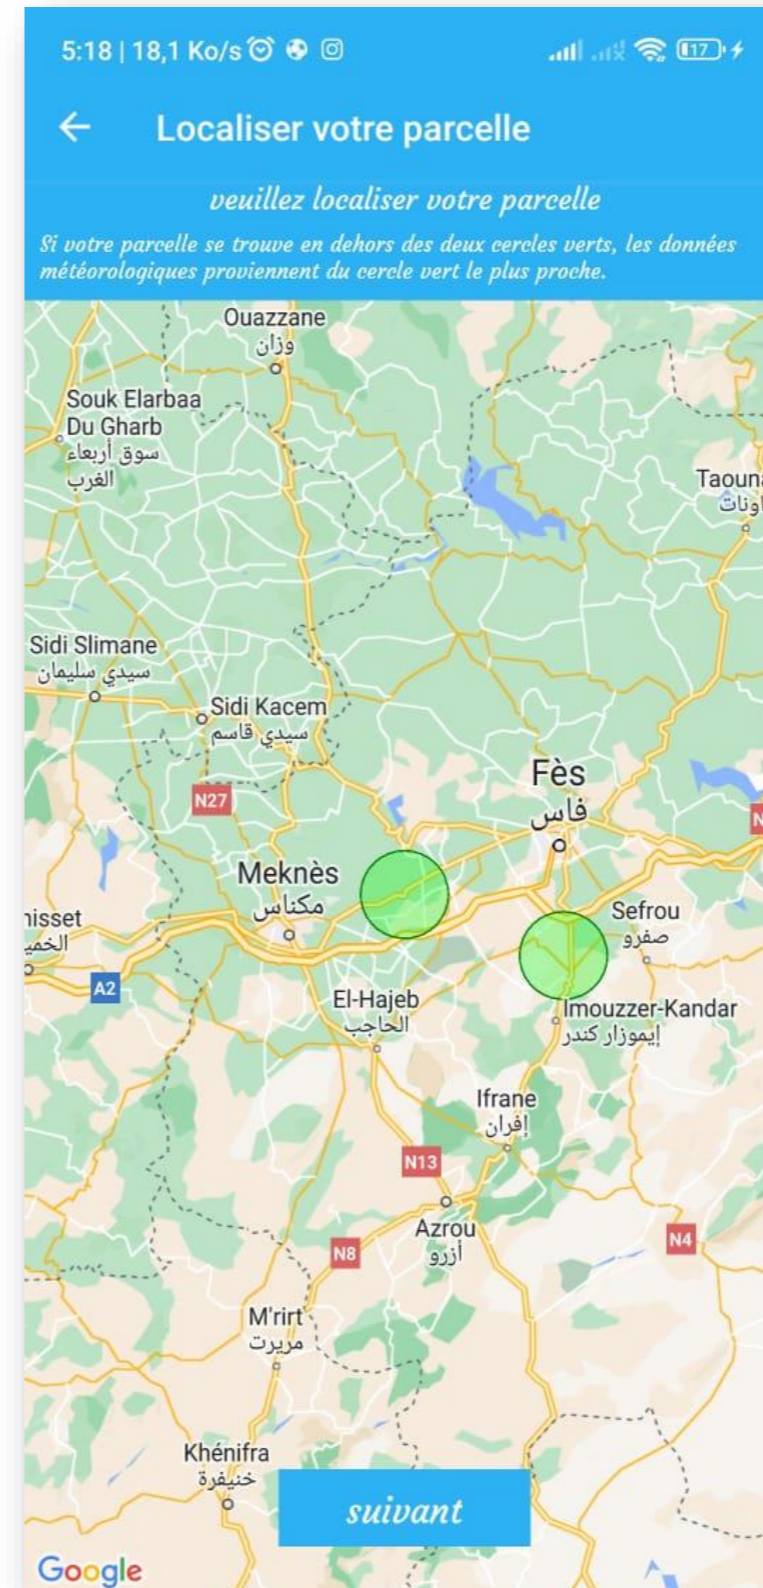 5:18 | 18,1 Ko/s
17
Localiser votre parcelle
veuillez localiser votre parcelle
Si votre parcelle se trouve en dehors des deux cercles verts, les données
météorologiques proviennent du cercle vert le plus proche.
Ouazzane
وزان
Souk Elarbaa
Du Gharb
سوق أربعاء
الغرب
Taouna
اونات
Sidi Slimane
سيدي سليمان
Sidi Kacem
سيدي قاسم
N27
Fès
فاس
N
Meknès
مكناس
nisset
الخمي
A2
Sefrou
صفرو
El-Hajeb
الحاجب
Imouzzer-Kandar
إيموزار كندر
Ifrane
إفران
N13
Azrou
أزرو
N8
N4
M'rirt
مريرت
Khénifra
خنيفرة
suivant
Google